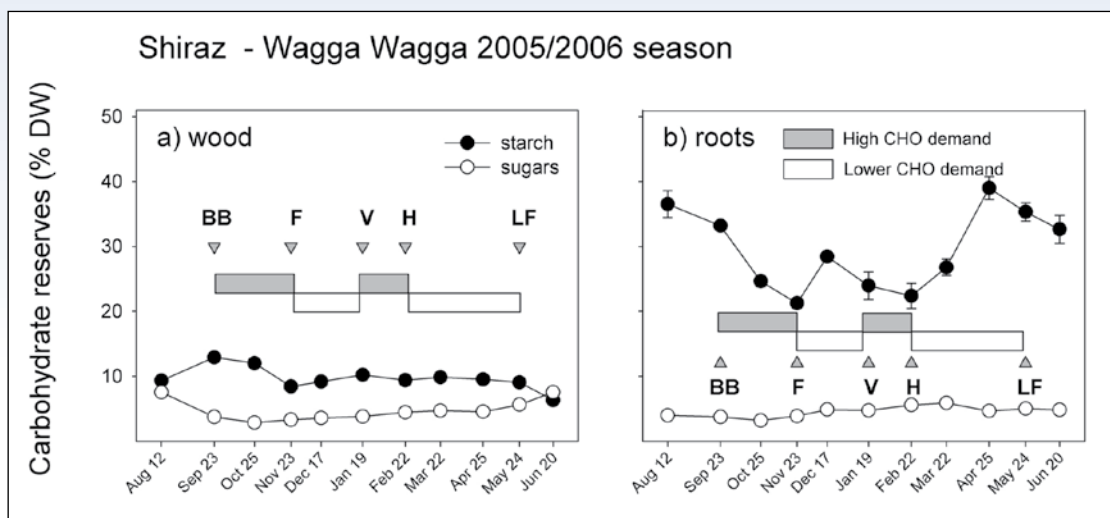 Shiraz - Wagga Wagga 2005/2006 season
Carbohydrate reserves (% DW)
50
40
30
20
10
a) wood
starch
sugars
BB F V H LF
Aug 12
Sep 23
Oct 25
Nov 23
Dec 17
Jan 19
Feb 22
Mar 22
Apr 25
May 24
Jun 20
b) roots
High CHO demand
Lower CHO demand
BB F V H LF
Aug 12
Sep 23
Oct 25
Nov 23
Dec 17
Jan 19
Feb 22
Mar 22
Apr 25
May 24
Jun 20